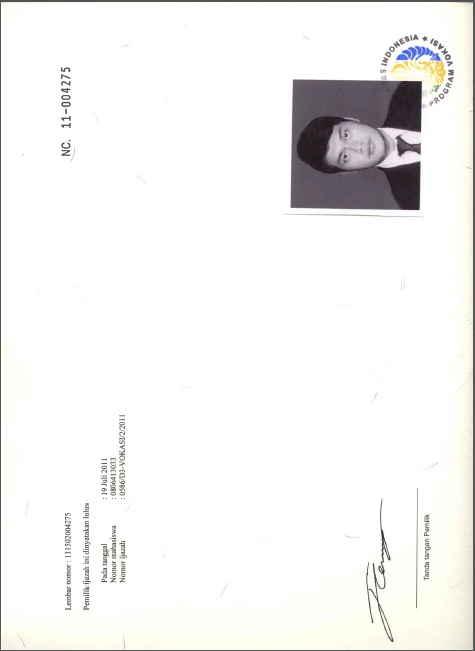 NC. 11-004275
Lembar nomor : 111502004275
Pemilik ijazah ini dinyatakan lulus
Pada tanggal : 19 Juli 2011
Nomor mahasiswa : 0806413033
Nomor ijazah : 0586/D3-VOKASI/2/2011
AS INDONESIA ★
PROGRAM VOKASI
Tanda tangan Pemilik